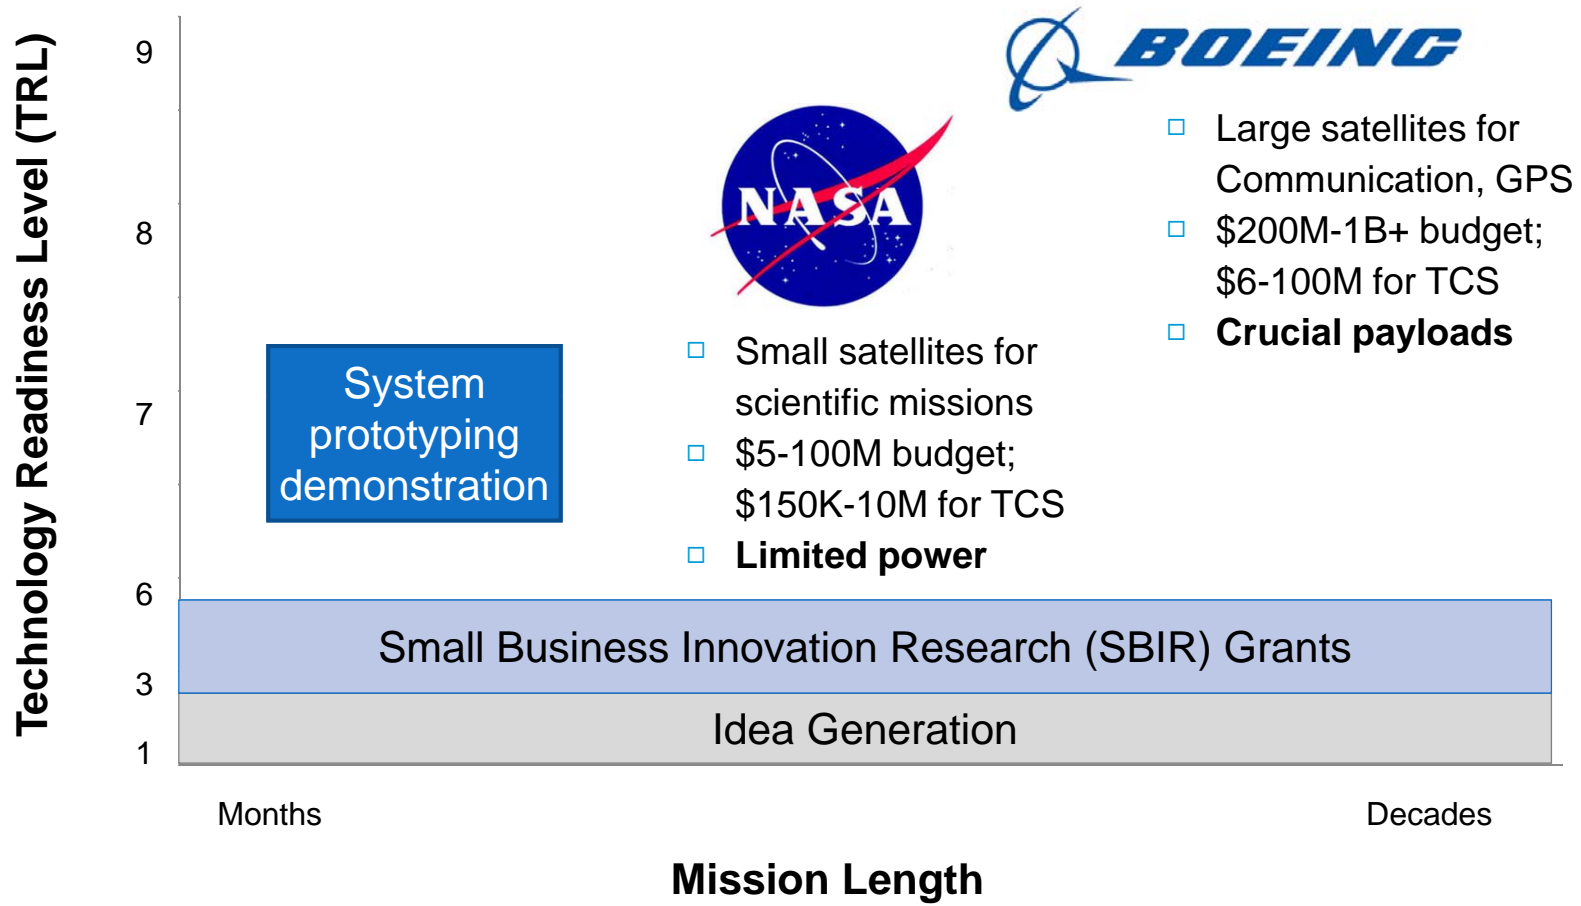 Technology Readiness Level (TRL)
9
8
7
6
3
1
BOEING
Large satellites for
Communication, GPS
$200M-1B+ budget;
$6-100M for TCS
Crucial payloads
NASA
Small satellites for
scientific missions
$5-100M budget;
$150K-10M for TCS
Limited power
System
prototyping
demonstration
Small Business Innovation Research (SBIR) Grants
Idea Generation
Months
Decades
Mission Length